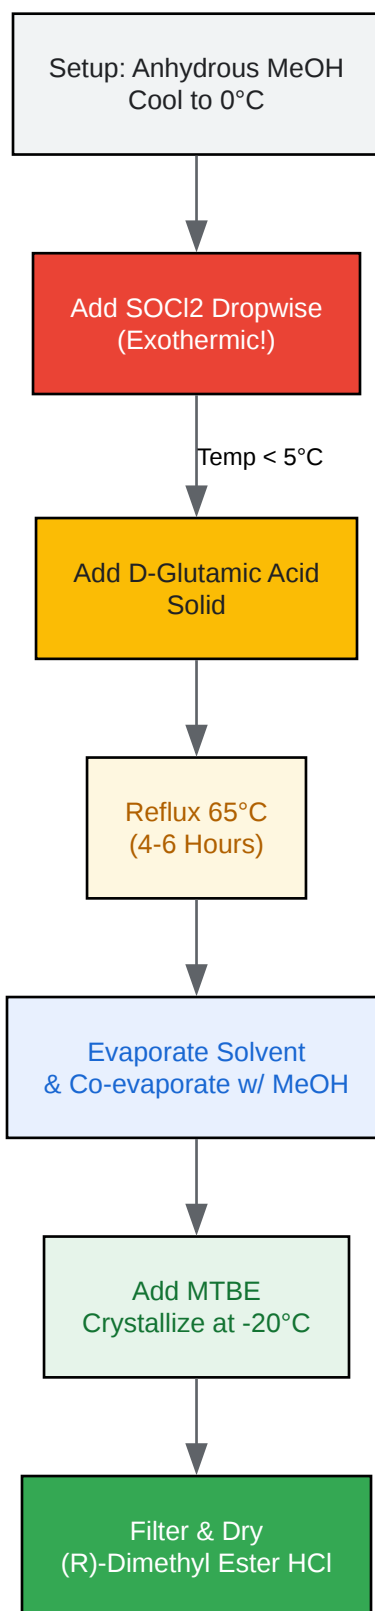 Setup: Anhydrous MeOH
Cool to 0°C
Add SOCl2 Dropwise
(Exothermic!)
Temp < 5°C
Add D-Glutamic Acid
Solid
Reflux 65°C
(4-6 Hours)
Evaporate Solvent
& Co-evaporate w/ MeOH
Add MTBE
Crystallize at -20°C
Filter & Dry
(R)-Dimethyl Ester HCl